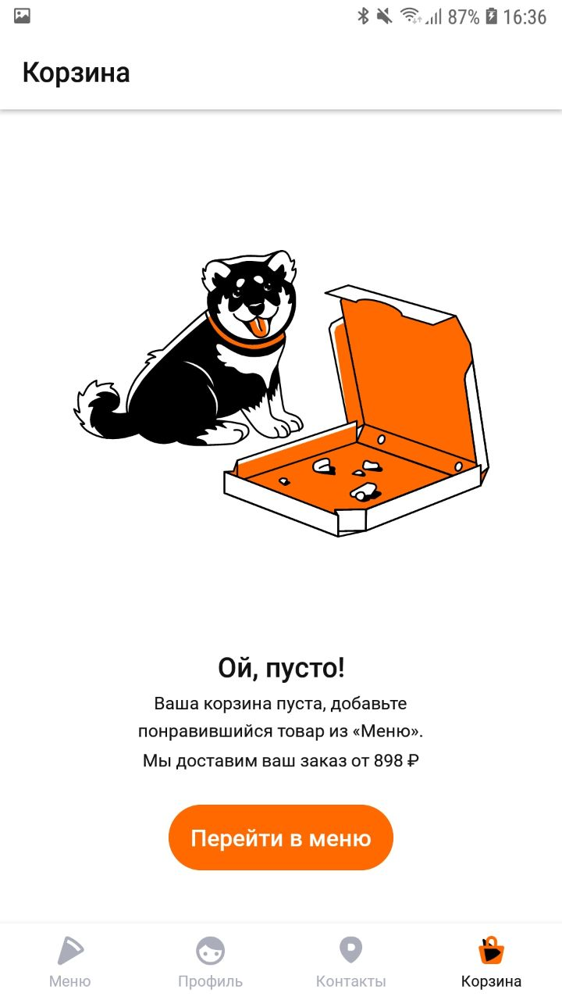 87% 16:36
Корзина
Ой, пусто!
Ваша корзина пуста, добавьте
понравившийся товар из «Меню».
Мы доставим ваш заказ от 898 ₽
Перейти в меню
Меню Профиль Контакты Корзина